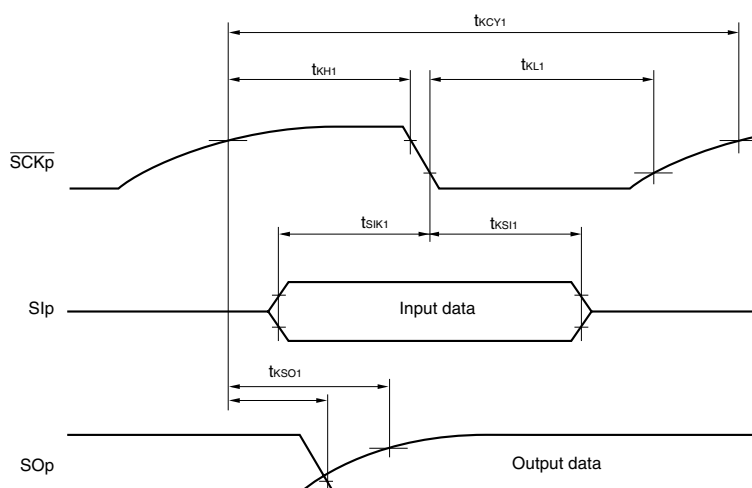 tKCY1
tKH1
tKL1
SCKp
tSIK1
tKSI1
SIp
Input data
tKSO1
SOp
Output data